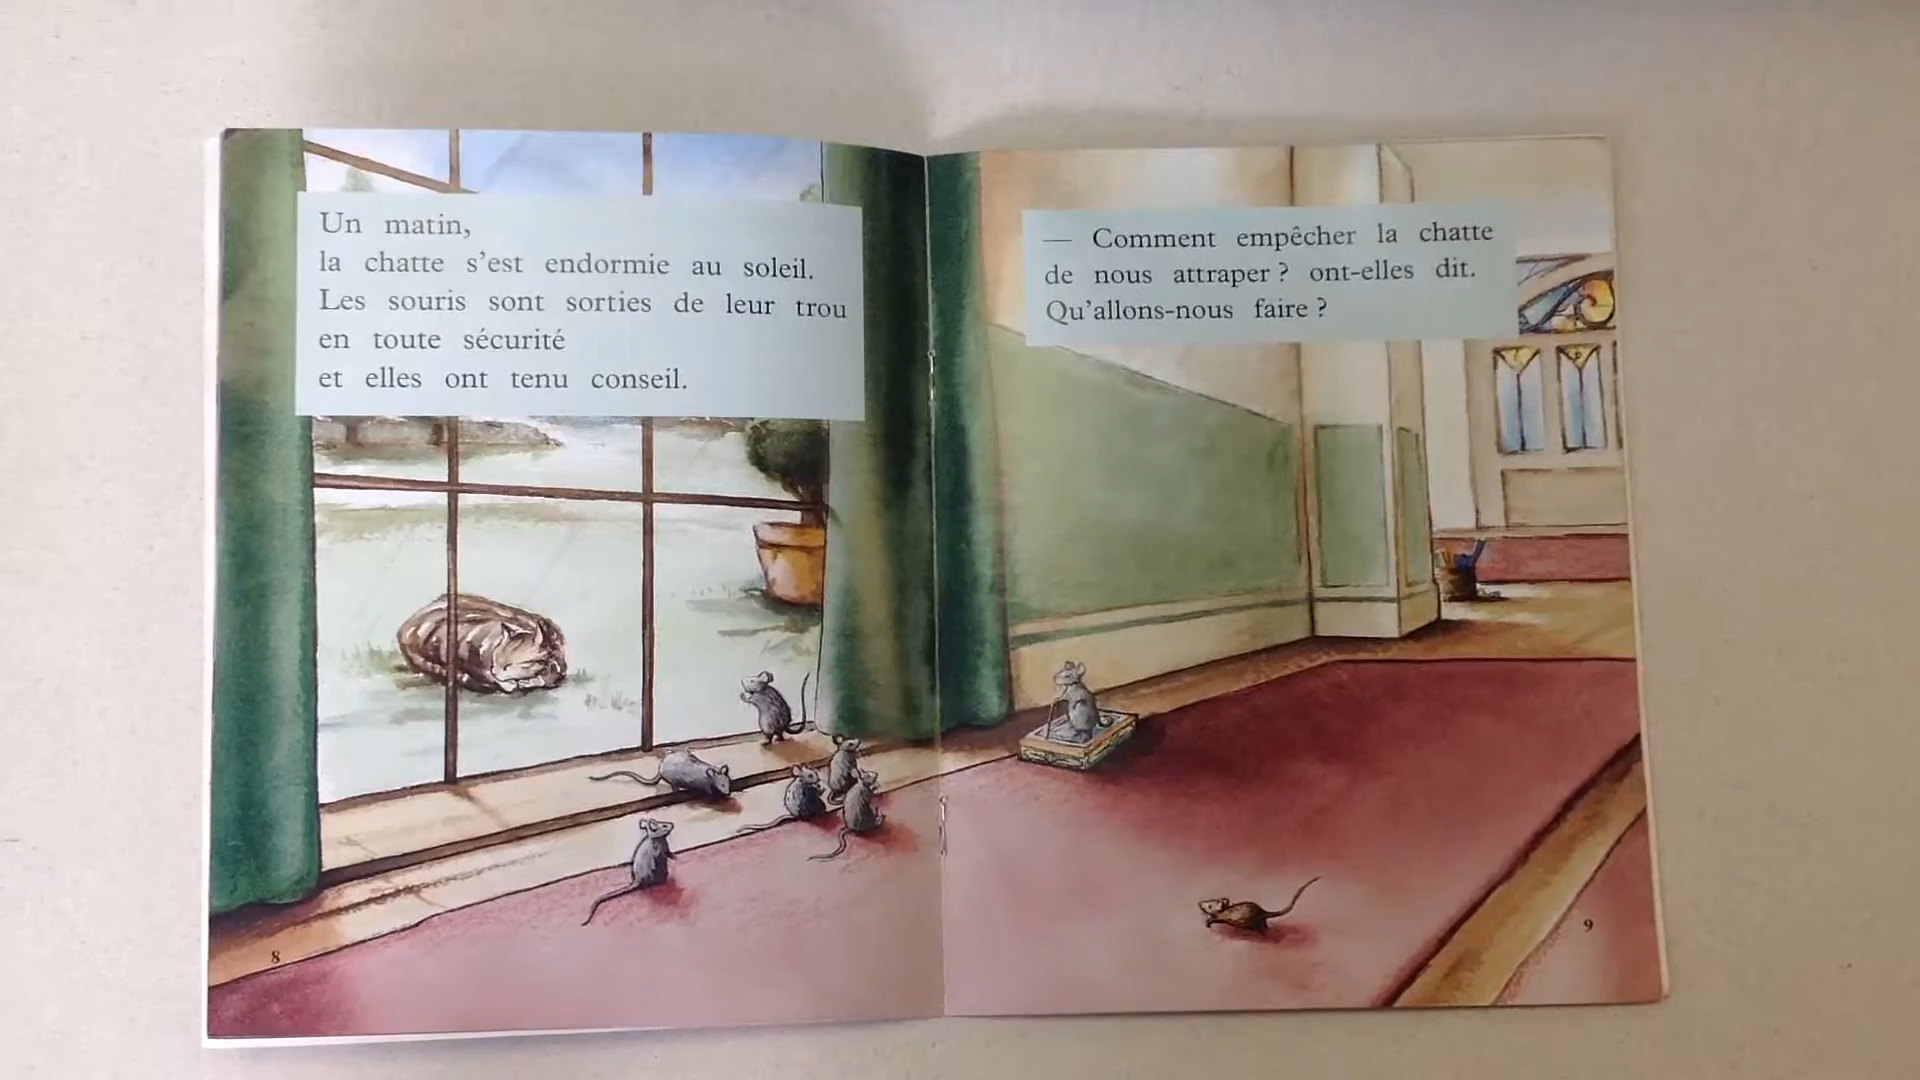 Un matin,
la chatte s'est endormie au soleil.
Les souris sont sorties de leur trou
en toute sécurité
et elles ont tenu conseil.
8
— Comment empêcher la chatte
de nous attraper ? ont-elles dit.
Qu'allons-nous faire ?
9